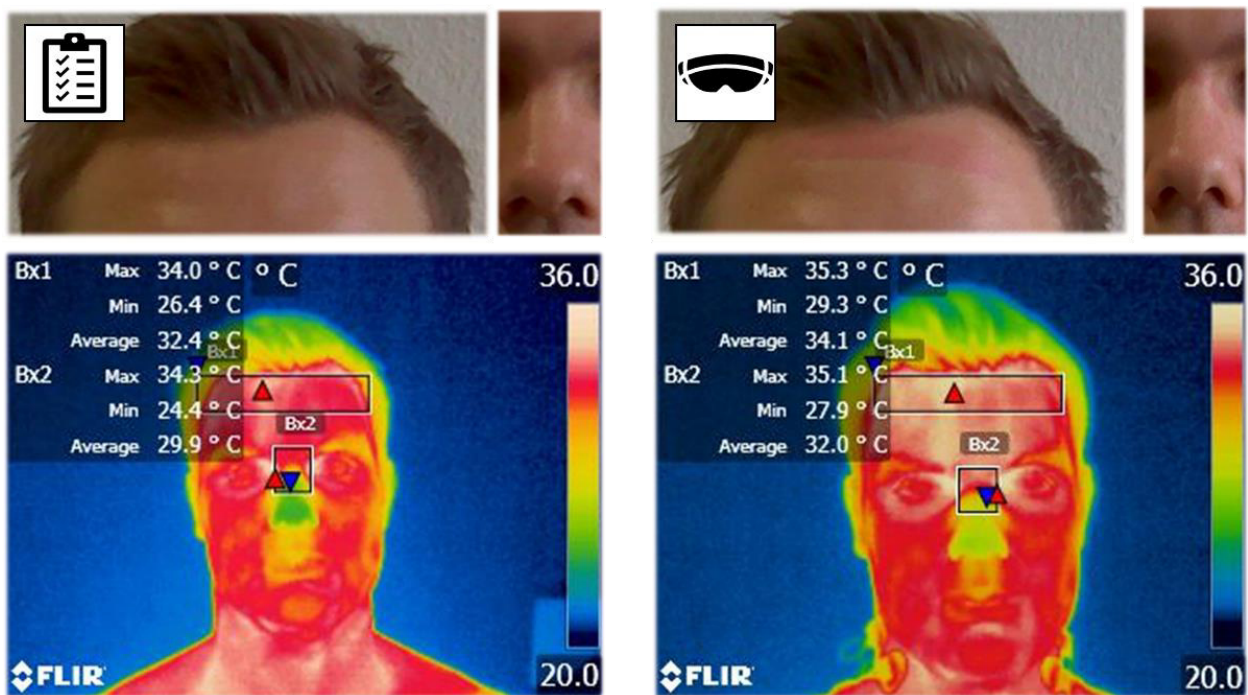 Bx1 Max 34.0 ° C ° C 36.0
Min 26.4 ° C
Average 32.4 ° C
Bx1
Bx2 Max 34.3 ° C
Min 24.4 ° C
Bx2
Average 29.9 ° C
FLIR
20.0
Bx1 Max 35.3 ° C ° C 36.0
Min 29.3 ° C
Average 34.1 ° C
Bx1
Bx2 Max 35.1 ° C
Min 27.9 ° C
Average 32.0 ° C
Bx2
FLIR
20.0